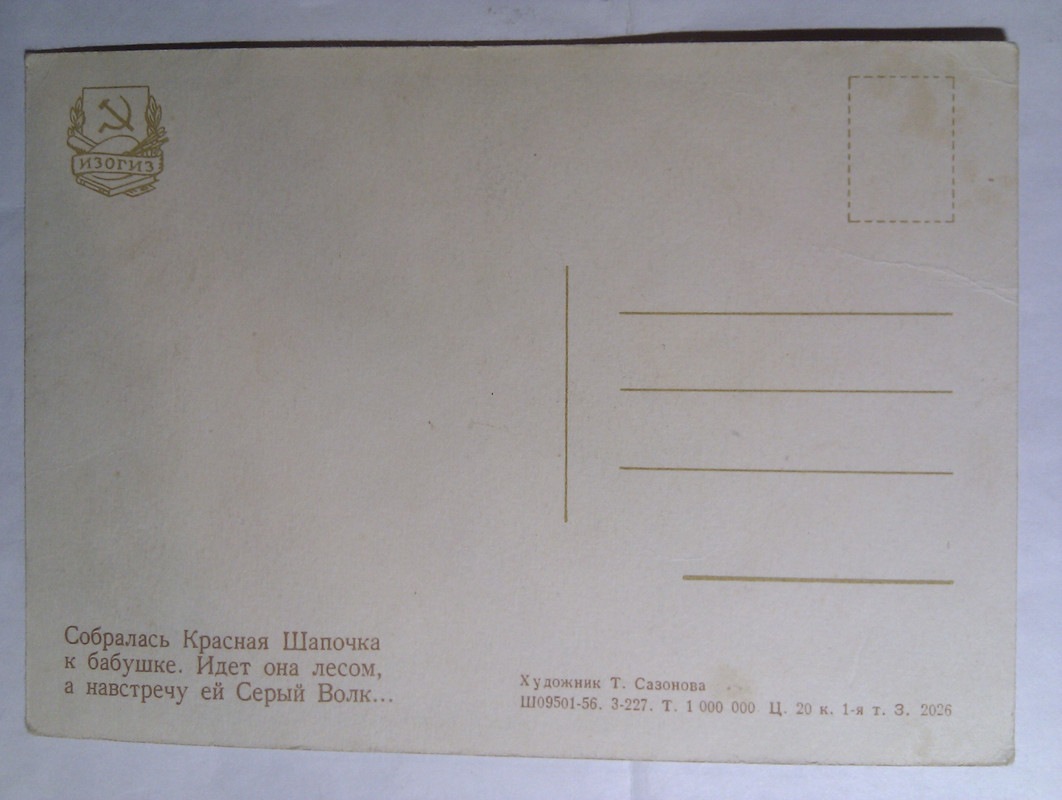 ИЗОГИЗ
Собралась Красная Шапочка
к бабушке. Идет она лесом,
а навстречу ей Серый Волк...
Художник Т. Сазонова
Ш09501-56. 3-227. Т. 1 000 000 Ц. 20 к. 1-я т. З. 2026